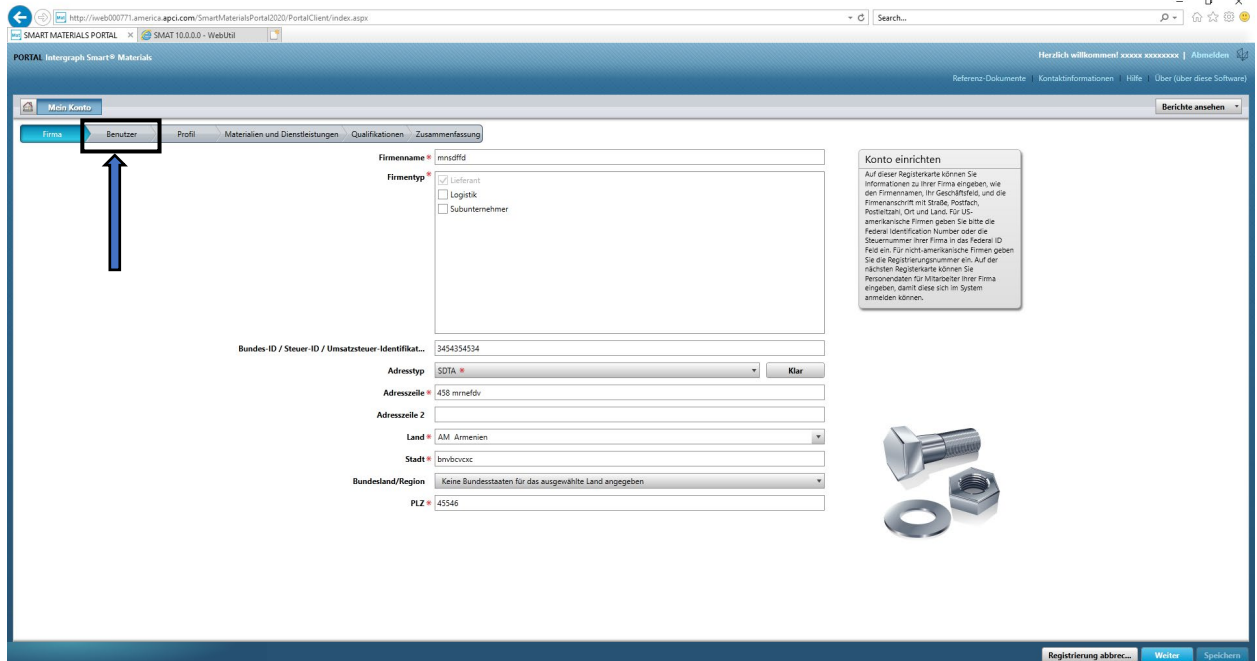 http://iweb000771.america.apci.com/SmartMaterialsPortal2020/PortalClient/index.aspx
Search...
SMART MATERIALS PORTAL
SMAT 10.0.0.0 - WebUtil
PORTAL Intergraph Smart® Materials
Herzlich willkommen! xxxxx xxxxxxxx | Abmelden
Referenz-Dokumente | Kontaktinformationen | Hilfe | Über (über diese Software)
Mein Konto
Berichte ansehen
Firma Benutzer Profil Materialien und Dienstleistungen Qualifikationen Zusammenfassung
Firmenname * mnsdffd
Firmentyp *
Lieferant
Logistik
Subunternehmer
Bundes-ID / Steuer-ID / Umsatzsteuer-Identifikat... 3454354534
Adresstyp SDTA * Klar
Adresszeile * 458 mrnefdv
Adresszeile 2
Land * AM Armenien
Stadt * bnvbcvcxc
Bundesland/Region Keine Bundesstaaten für das ausgewählte Land angegeben
PLZ * 45546
Konto einrichten
Auf dieser Registerkarte können Sie
Informationen zu Ihrer Firma eingeben, wie
den Firmennamen, Ihr Geschäftsfeld, und die
Firmenanschrift mit Straße, Postfach,
Postleitzahl, Ort und Land. Für US-
amerikanische Firmen geben Sie bitte die
Federal Identification Number oder die
Steuernummer Ihrer Firma in das Federal ID
Feld ein. Für nicht-amerikanische Firmen geben
Sie die Registrierungsnummer ein. Auf der
nächsten Registerkarte können Sie
Personendaten für Mitarbeiter Ihrer Firma
eingeben, damit diese sich im System
anmelden können.
Registrierung abbrec... Weiter Speichern